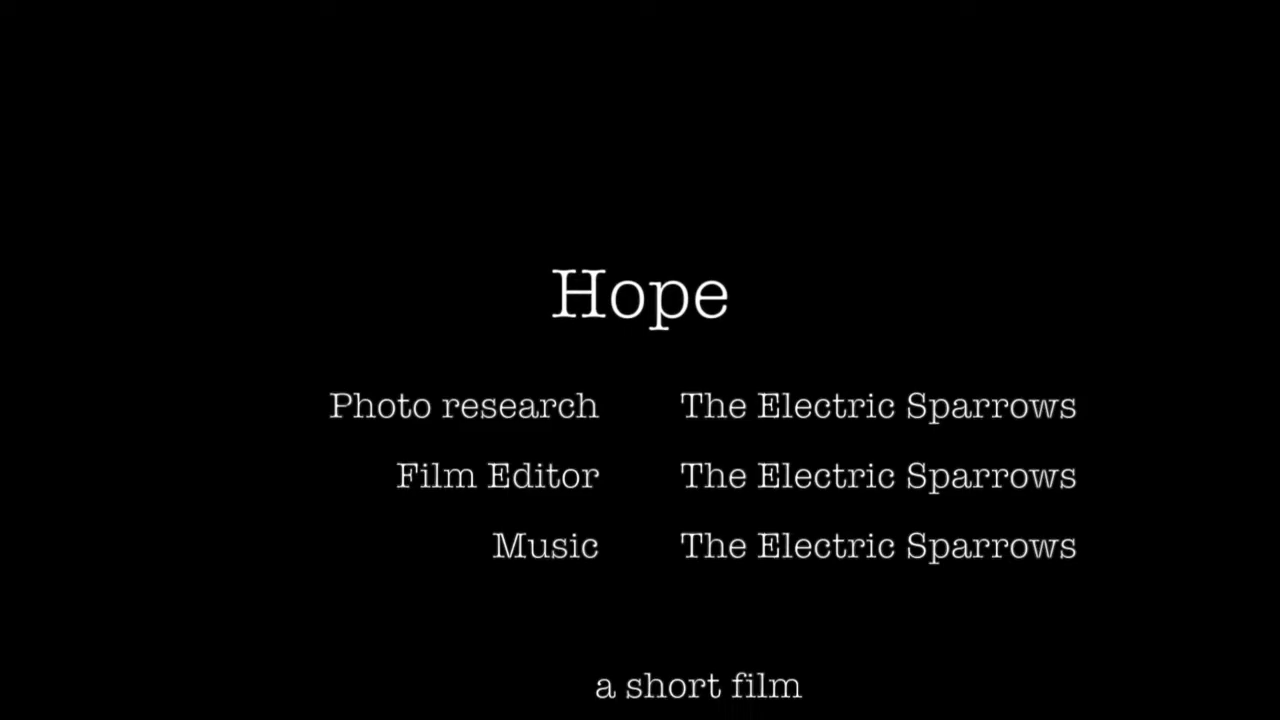 Hope
Photo research The Electric Sparrows
Film Editor The Electric Sparrows
Music The Electric Sparrows
a short film